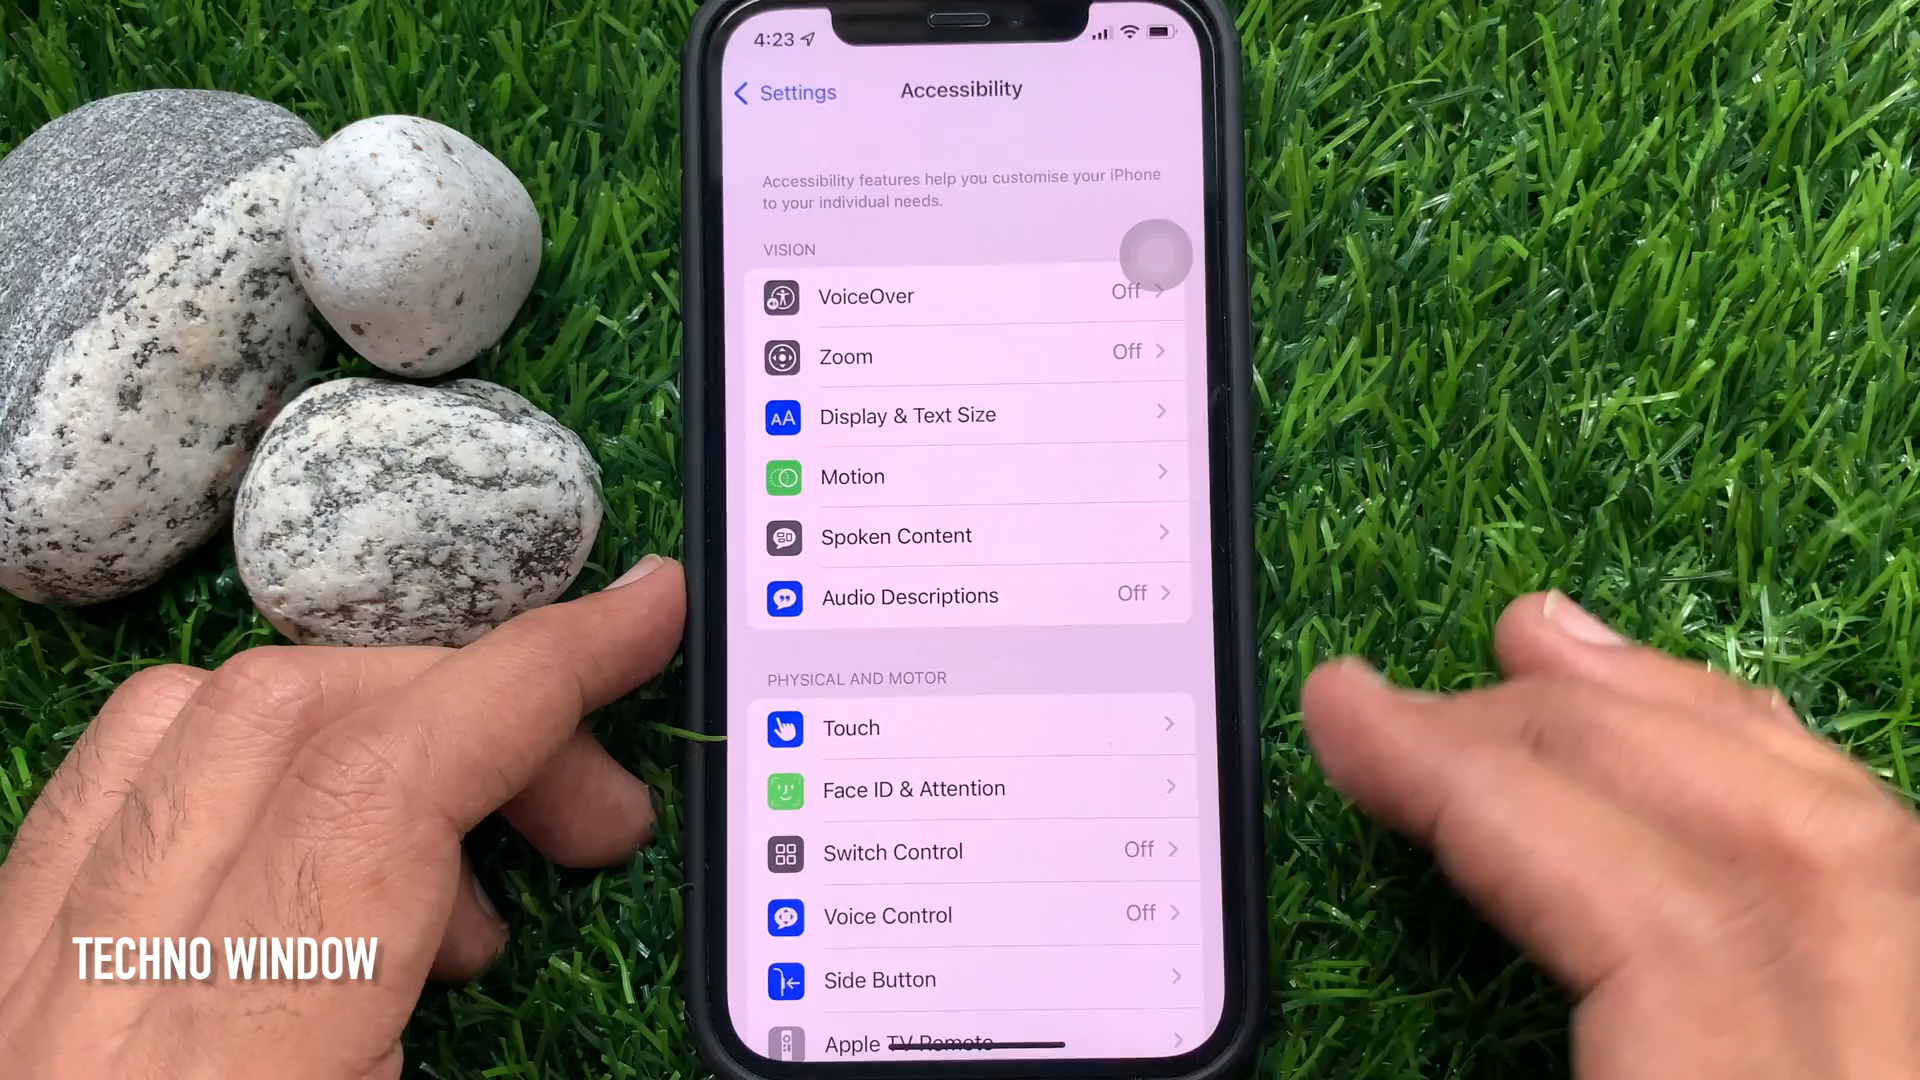 4:23
Settings
Accessibility
Accessibility features help you customise your iPhone
to your individual needs.
VISION
VoiceOver Off
Zoom Off
AA Display & Text Size
Motion
Spoken Content
Audio Descriptions Off
PHYSICAL AND MOTOR
Touch
Face ID & Attention
Switch Control Off
Voice Control Off
Side Button
Apple TV Remote
TECHNO WINDOW